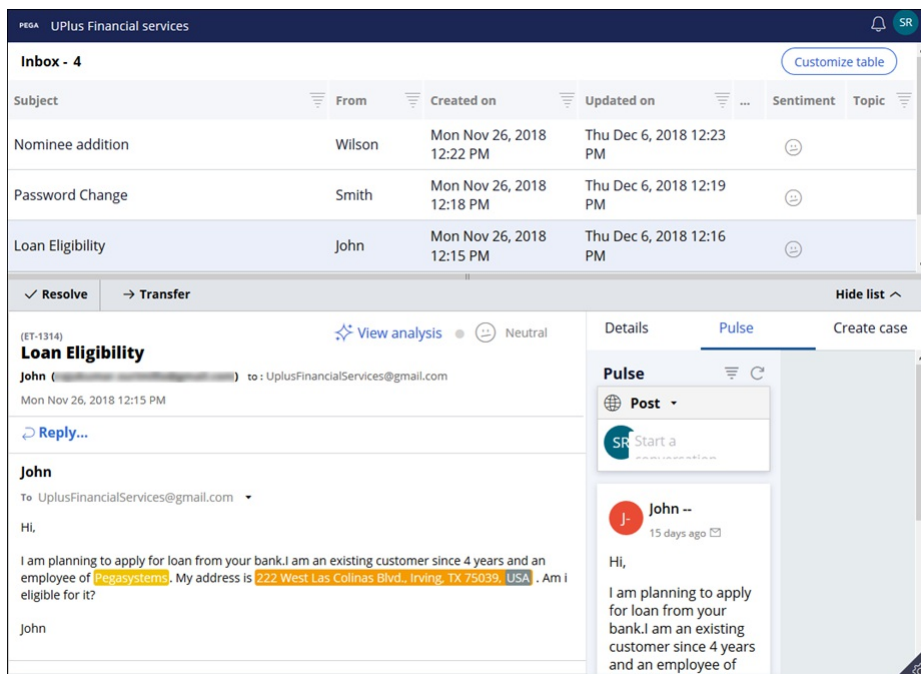 PEGA UPlus Financial services SR
Inbox - 4 Customize table
Subject From Created on Updated on ... Sentiment Topic
Nominee addition Wilson Mon Nov 26, 2018 12:22 PM Thu Dec 6, 2018 12:23 PM
Password Change Smith Mon Nov 26, 2018 12:18 PM Thu Dec 6, 2018 12:19 PM
Loan Eligibility John Mon Nov 26, 2018 12:15 PM Thu Dec 6, 2018 12:16 PM
Resolve Transfer Hide list
(ET-1314) View analysis Neutral
Loan Eligibility
John ( ) to : UplusFinancialServices@gmail.com
Mon Nov 26, 2018 12:15 PM
Reply...
John
To UplusFinancialServices@gmail.com
Hi,
I am planning to apply for loan from your bank.I am an existing customer since 4 years and an
employee of Pegasystems. My address is 222 West Las Colinas Blvd., Irving, TX 75039, USA . Am i
eligible for it?
John
Details Pulse Create case
Pulse
Post
SR Start a
conversation
J- John --
15 days ago
Hi,
I am planning to apply
for loan from your
bank.I am an existing
customer since 4 years
and an employee of